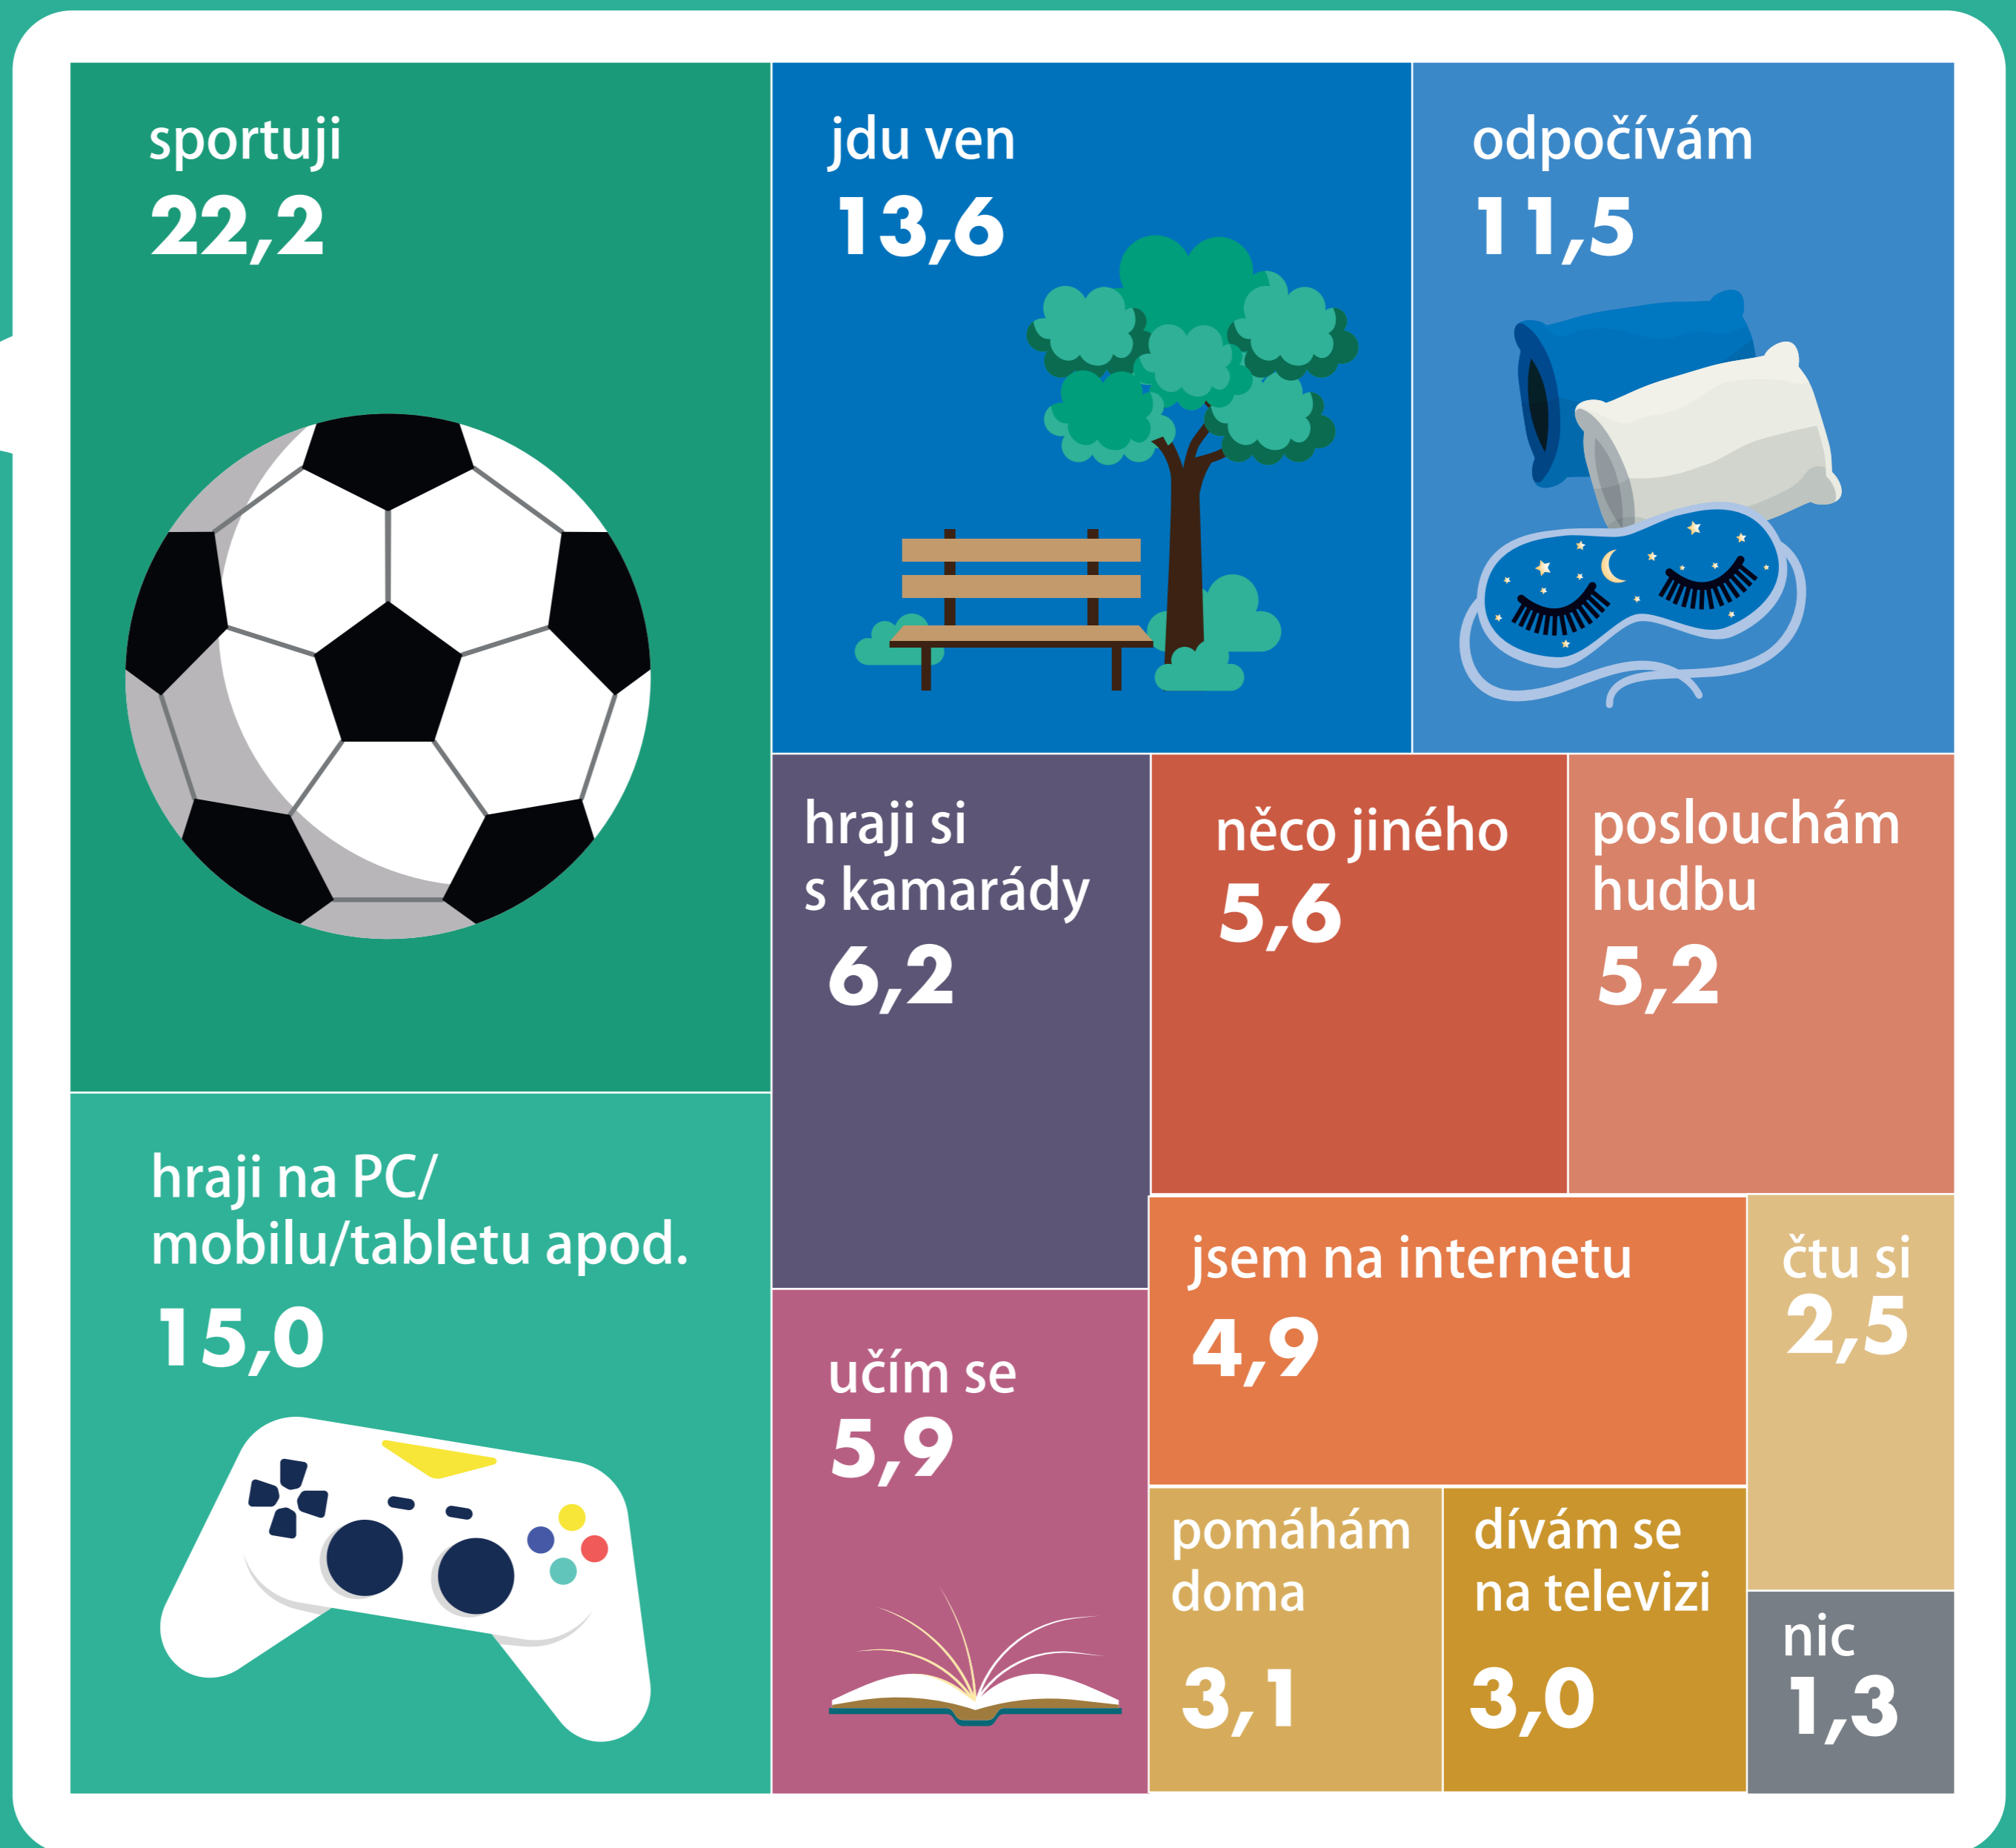 sportuji
22,2
jdu ven
13,6
odpočívám
11,5
hraji si
s kamarády
6,2
něco jiného
5,6
poslouchám
hudbu
5,2
hraji na PC/
mobilu/tabletu apod.
15,0
učím se
5,9
jsem na internetu
4,9
čtu si
2,5
pomáhám
doma
3,1
dívám se
na televizi
3,0
nic
1,3